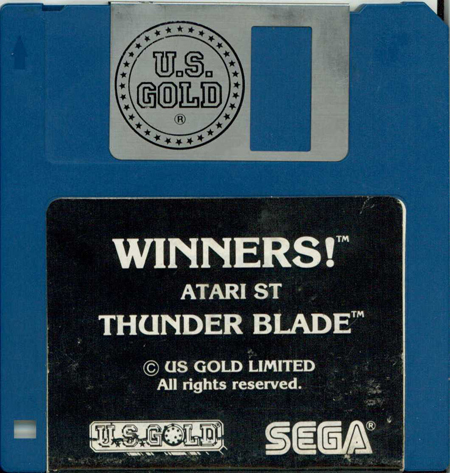 U.S.
GOLD
®
WINNERS!™
ATARI ST
THUNDER BLADE™
© US GOLD LIMITED
All rights reserved.
U.S.GOLD
SEGA®